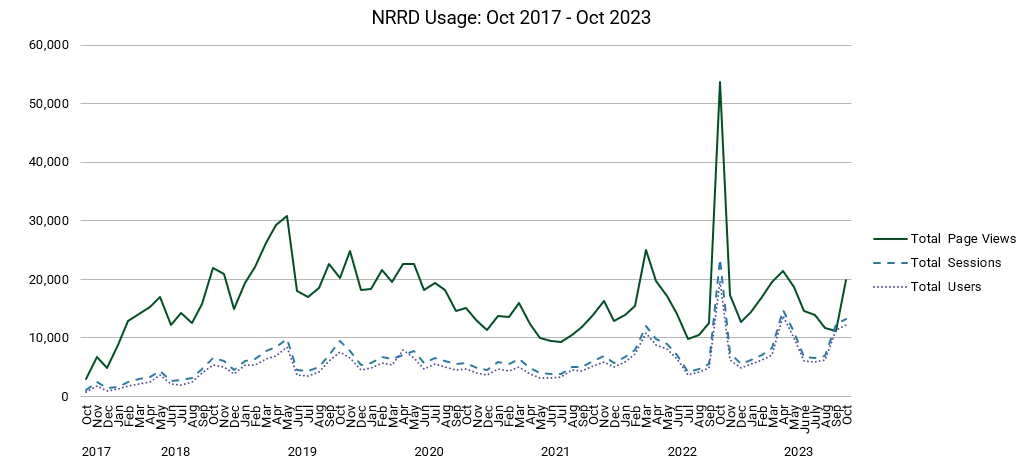 NRRD Usage: Oct 2017 - Oct 2023
60,000
50,000
40,000
30,000
20,000
10,000
0
Total Page Views
Total Sessions
Total Users
Oct Nov Dec Jan Feb Mar Apr May Jun Jul Aug Sep Oct Nov Dec Jan Feb Mar Apr May Jun Jul Aug Sep Oct Nov Dec Jan Feb Mar Apr May Jun Jul Aug Sep Oct Nov Dec Jan Feb Mar Apr May Jun Jul Aug Sep Oct Nov Dec Jan Feb Mar Apr May Jun Jul Aug Sep Oct Nov Dec Jan Feb Mar Apr May June July Aug Sep Oct
2017 2018 2019 2020 2021 2022 2023